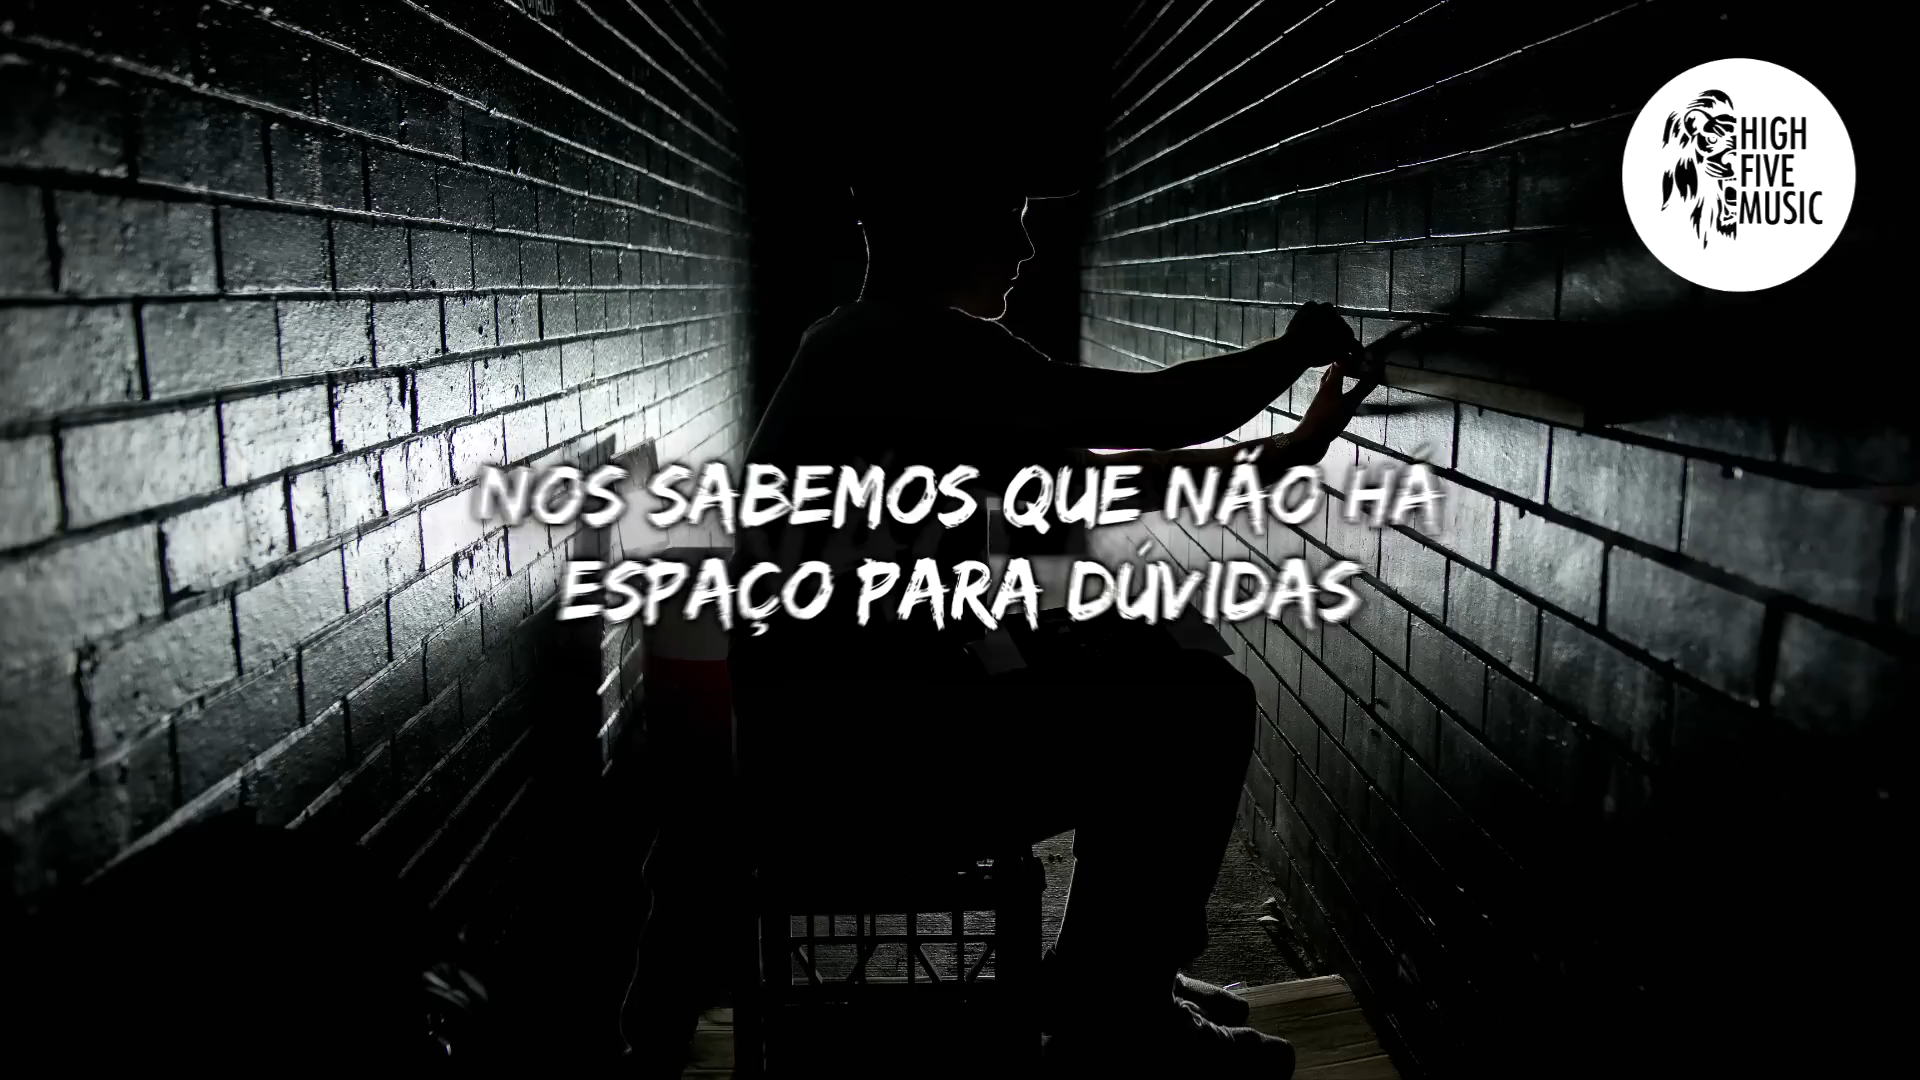 HIGH
FIVE
MUSIC
NOS SABEMOS QUE NÃO HÁ
ESPAÇO PARA DÚVIDAS